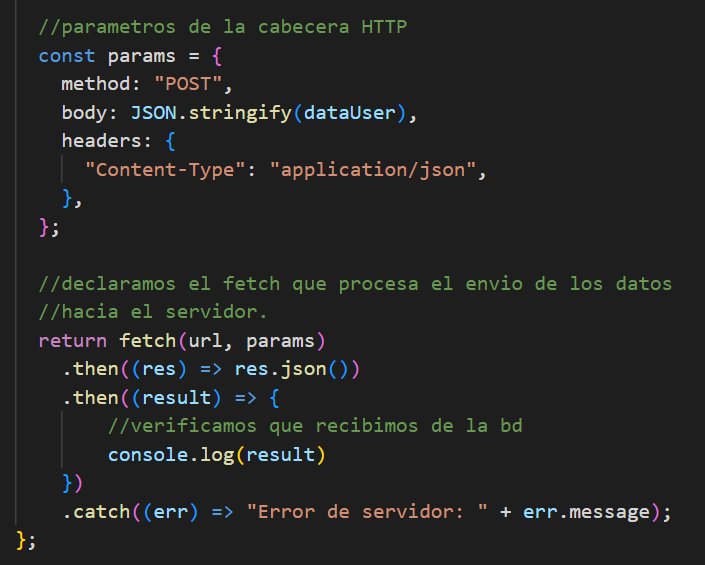 //parametros de la cabecera HTTP
const params = {
method: "POST",
body: JSON.stringify(dataUser),
headers: {
"Content-Type": "application/json",
},
};
//declaramos el fetch que procesa el envio de los datos
//hacia el servidor.
return fetch(url, params)
.then((res) => res.json())
.then((result) => {
//verificamos que recibimos de la bd
console.log(result)
})
.catch((err) => "Error de servidor: " + err.message);
};